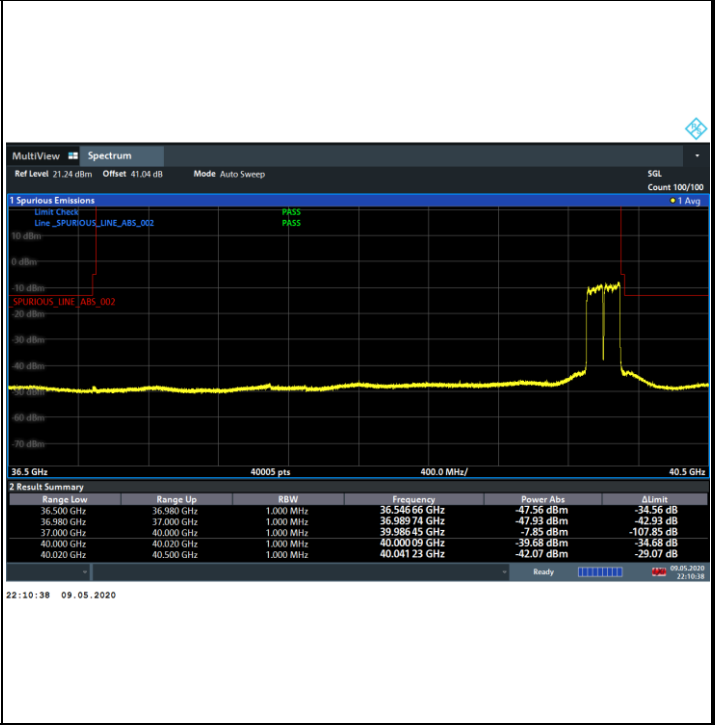 MultiView Spectrum
Ref Level 21.24 dBm Offset 41.04 dB Mode Auto Sweep SGL
Count 100/100
1 Spurious Emissions 1 Avg
Limit Check PASS
Line _SPURIOUS_LINE_ABS_002 PASS
10 dBm
0 dBm
-10 dBm
_SPURIOUS_LINE_ABS_002
-20 dBm
-30 dBm
-40 dBm
-50 dBm
-60 dBm
-70 dBm
36.5 GHz 40005 pts 400.0 MHz/ 40.5 GHz
2 Result Summary
Range Low Range Up RBW Frequency Power Abs ΔLimit
36.500 GHz 36.980 GHz 1.000 MHz 36.546 66 GHz -47.56 dBm -34.56 dB
36.980 GHz 37.000 GHz 1.000 MHz 36.989 74 GHz -47.93 dBm -42.93 dB
37.000 GHz 40.000 GHz 1.000 MHz 39.986 45 GHz -7.85 dBm -107.85 dB
40.000 GHz 40.020 GHz 1.000 MHz 40.000 09 GHz -39.68 dBm -34.68 dB
40.020 GHz 40.500 GHz 1.000 MHz 40.041 23 GHz -42.07 dBm -29.07 dB
Ready 09.05.2020
22:10:38
22:10:38 09.05.2020